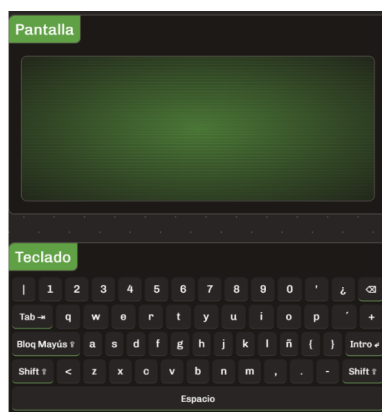 Pantalla
Teclado
| 1 2 3 4 5 6 7 8 9 0 ' ¿ ⌫
Tab ⇥ q w e r t y u i o p ´ +
Bloq Mayús ⇧ a s d f g h j k l ñ { } Intro ↵
Shift ⇧ < z x c v b n m , . - Shift ⇧
Espacio